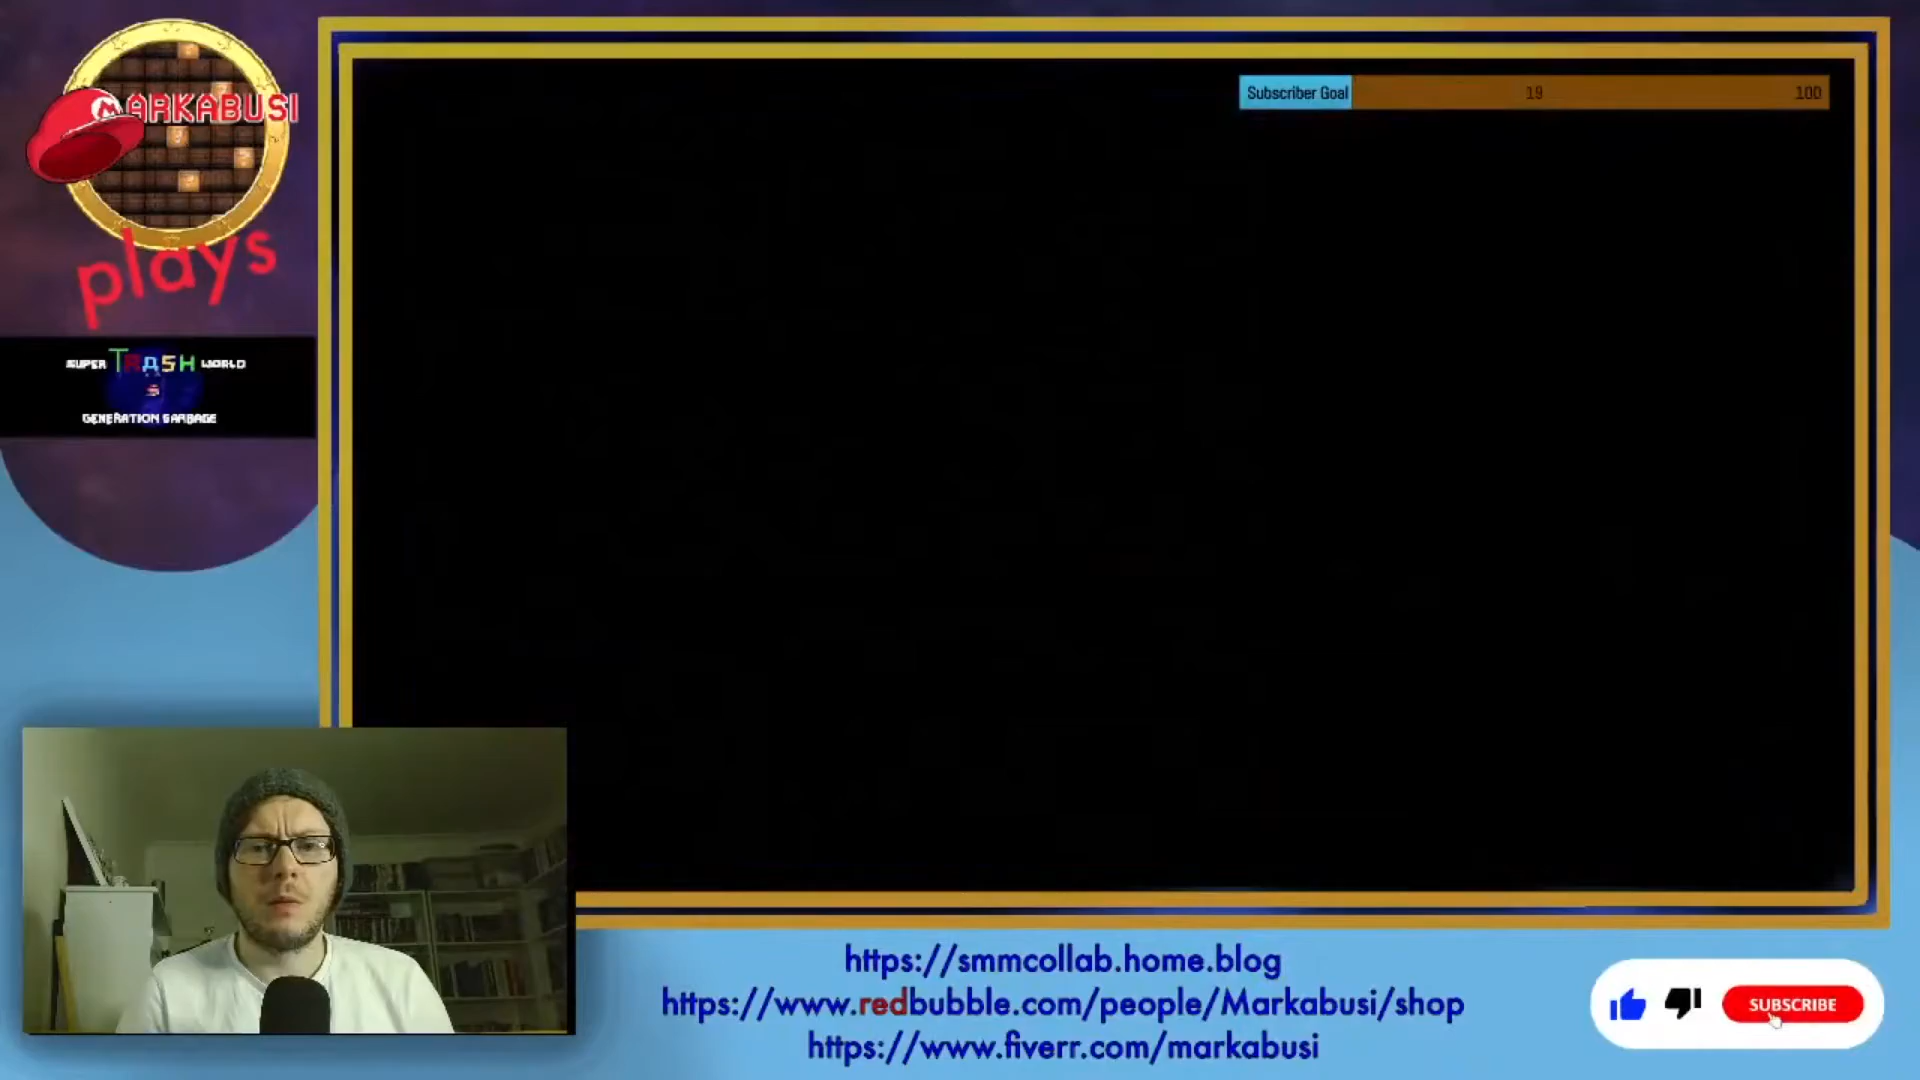 MARKABUSI
plays
SUPER TRASH WORLD
5
GENERATION GARBAGE
Subscriber Goal 19 100
https://smmcollab.home.blog
https://www.redbubble.com/people/Markabusi/shop
https://www.fiverr.com/markabusi
SUBSCRIBE